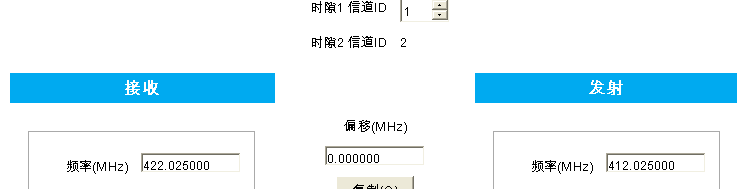 时隙1 信道ID 1
时隙2 信道ID 2
接收 发射
偏移(MHz)
频率(MHz) 422.025000 0.000000 频率(MHz) 412.025000